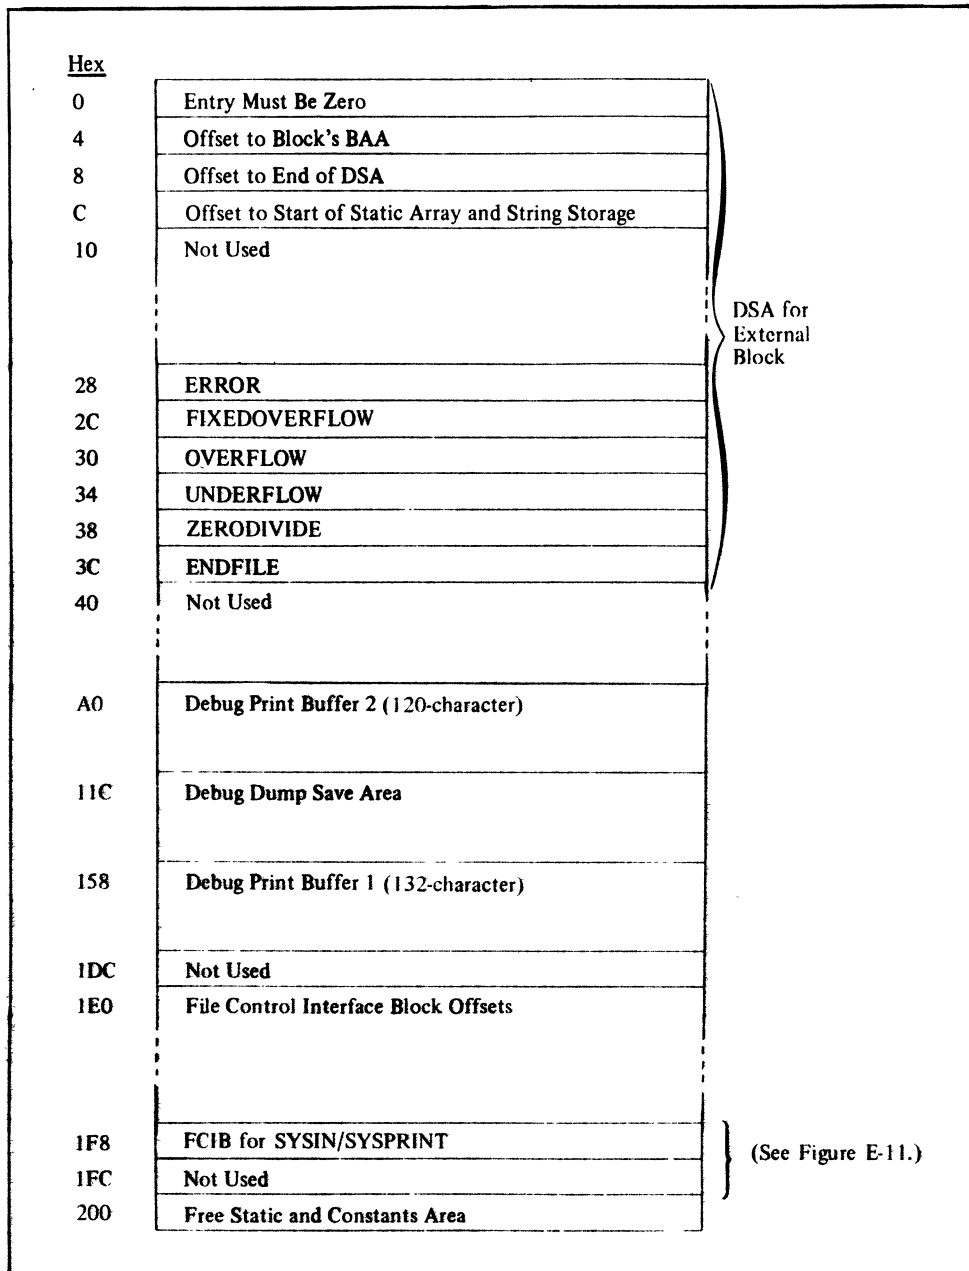 Hex
0 Entry Must Be Zero
4 Offset to Block's BAA
8 Offset to End of DSA
C Offset to Start of Static Array and String Storage
10 Not Used
DSA for
External
Block
28 ERROR
2C FIXEDOVERFLOW
30 OVERFLOW
34 UNDERFLOW
38 ZERODIVIDE
3C ENDFILE
40 Not Used
A0 Debug Print Buffer 2 (120-character)
11C Debug Dump Save Area
158 Debug Print Buffer 1 (132-character)
1DC Not Used
1E0 File Control Interface Block Offsets
1F8 FCIB for SYSIN/SYSPRINT
(See Figure E-11.)
1FC Not Used
200 Free Static and Constants Area